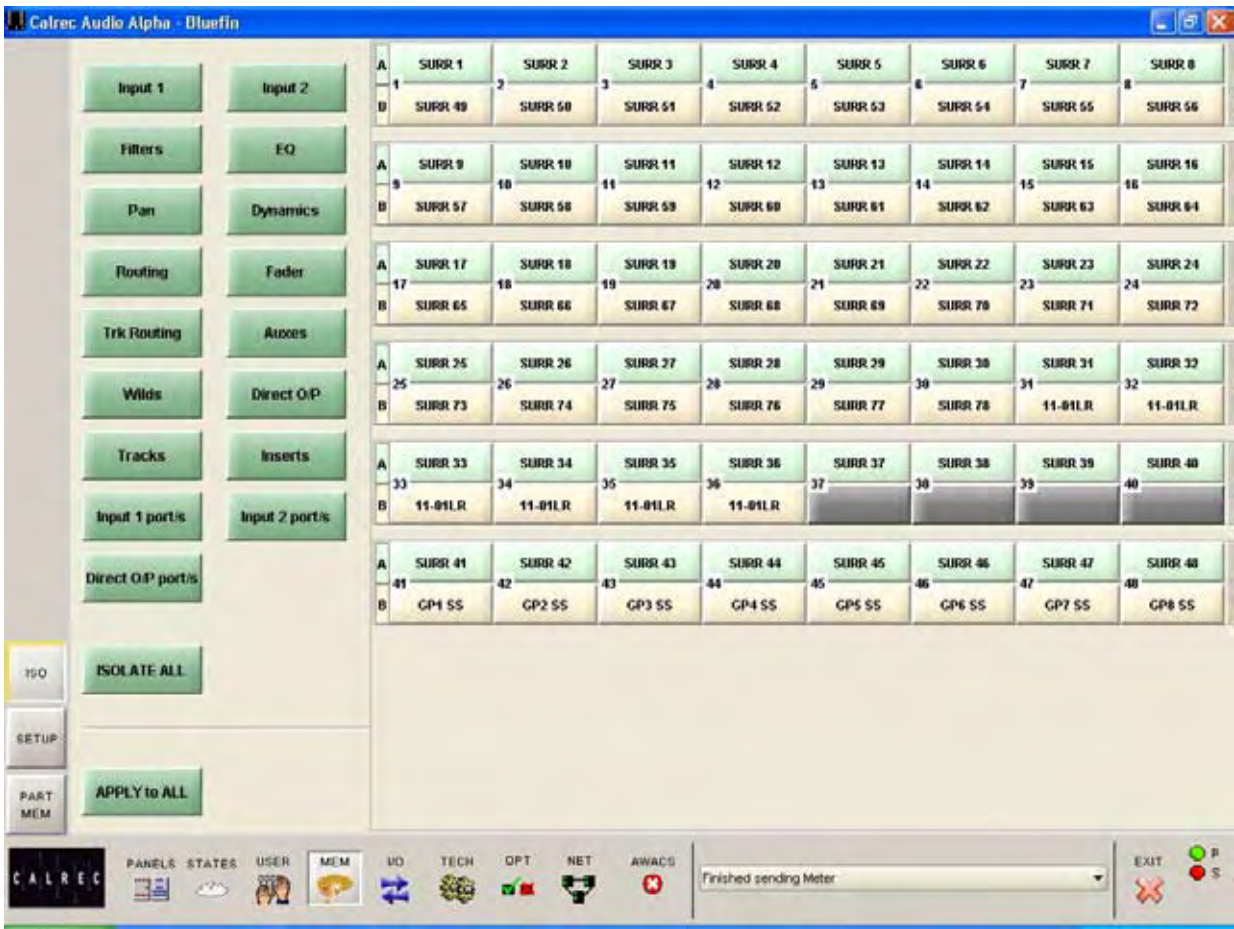 Calrec Audio Alpha - Bluefin
Input 1 Input 2
Filters EQ
Pan Dynamics
Routing Fader
Trk Routing Auxes
Wilds Direct O/P
Tracks Inserts
Input 1 port/s Input 2 port/s
Direct O/P port/s
ISOLATE ALL
APPLY to ALL
ISO
SETUP
PART
MEM
A SURR 1 SURR 2 SURR 3 SURR 4 SURR 5 SURR 6 SURR 7 SURR 8
1 2 3 4 5 6 7 8
B SURR 49 SURR 50 SURR 51 SURR 52 SURR 53 SURR 54 SURR 55 SURR 56
A SURR 9 SURR 10 SURR 11 SURR 12 SURR 13 SURR 14 SURR 15 SURR 16
9 10 11 12 13 14 15 16
B SURR 57 SURR 58 SURR 59 SURR 60 SURR 61 SURR 62 SURR 63 SURR 64
A SURR 17 SURR 18 SURR 19 SURR 20 SURR 21 SURR 22 SURR 23 SURR 24
17 18 19 20 21 22 23 24
B SURR 65 SURR 66 SURR 67 SURR 68 SURR 69 SURR 70 SURR 71 SURR 72
A SURR 25 SURR 26 SURR 27 SURR 28 SURR 29 SURR 30 SURR 31 SURR 32
25 26 27 28 29 30 31 32
B SURR 73 SURR 74 SURR 75 SURR 76 SURR 77 SURR 78 11-01LR 11-01LR
A SURR 33 SURR 34 SURR 35 SURR 36 SURR 37 SURR 38 SURR 39 SURR 40
33 34 35 36 37 38 39 40
B 11-01LR 11-01LR 11-01LR 11-01LR
A SURR 41 SURR 42 SURR 43 SURR 44 SURR 45 SURR 46 SURR 47 SURR 48
41 42 43 44 45 46 47 48
B GP1 SS GP2 SS GP3 SS GP4 SS GP5 SS GP6 SS GP7 SS GP8 SS
CALREC
PANELS STATES USER MEM I/O TECH OPT NET AWACS
Finished sending Meter
EXIT
P
S